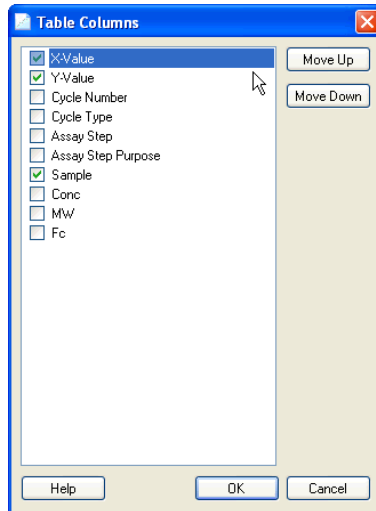 Table Columns
X-Value
Y-Value
Cycle Number
Cycle Type
Assay Step
Assay Step Purpose
Sample
Conc
MW
Fc
Move Up
Move Down
Help
OK
Cancel